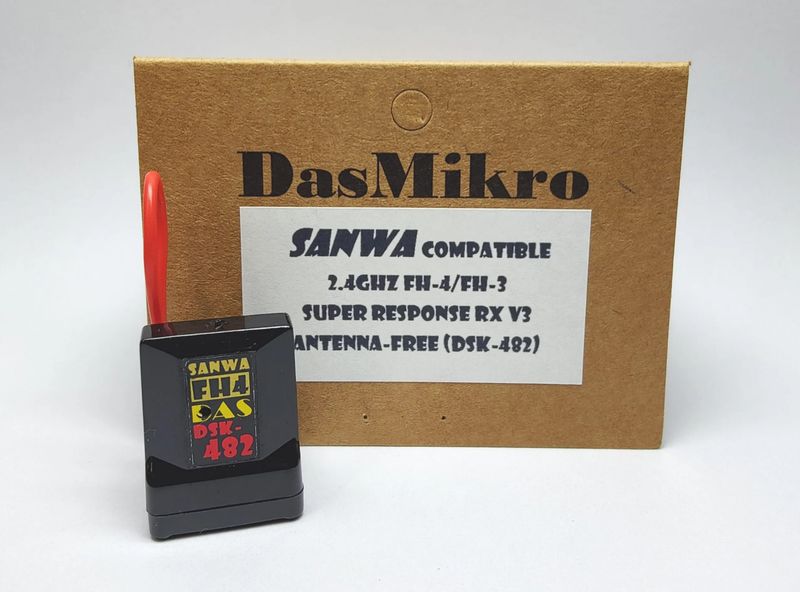 DasMikro
SANWA COMPATIBLE
2.4GHZ FH-4/FH-3
SUPER RESPONSE RX V3
ANTENNA-FREE (DSK-482)
SANWA
FH4
DAS
DSK-
482